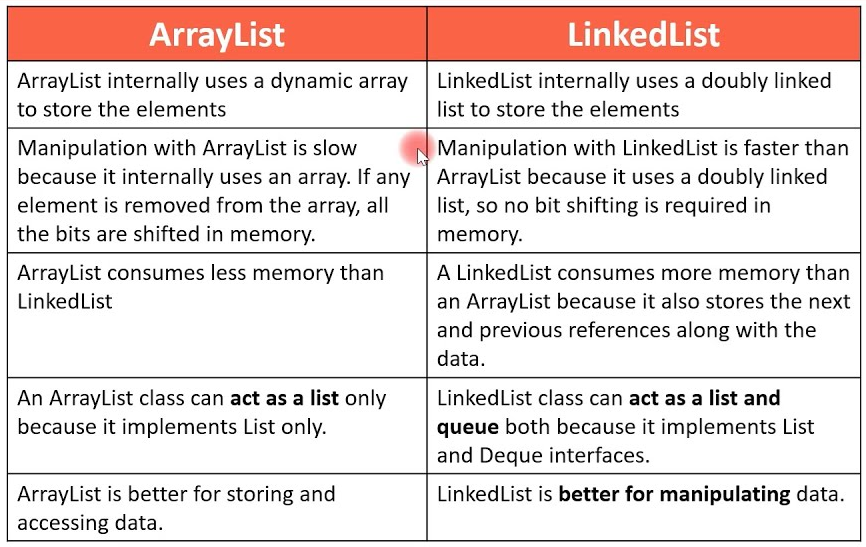 ArrayList
LinkedList
ArrayList internally uses a dynamic array
to store the elements
LinkedList internally uses a doubly linked
list to store the elements
Manipulation with ArrayList is slow
because it internally uses an array. If any
element is removed from the array, all
the bits are shifted in memory.
Manipulation with LinkedList is faster than
ArrayList because it uses a doubly linked
list, so no bit shifting is required in
memory.
ArrayList consumes less memory than
LinkedList
A LinkedList consumes more memory than
an ArrayList because it also stores the next
and previous references along with the
data.
An ArrayList class can act as a list only
because it implements List only.
LinkedList class can act as a list and
queue both because it implements List
and Deque interfaces.
ArrayList is better for storing and
accessing data.
LinkedList is better for manipulating data.